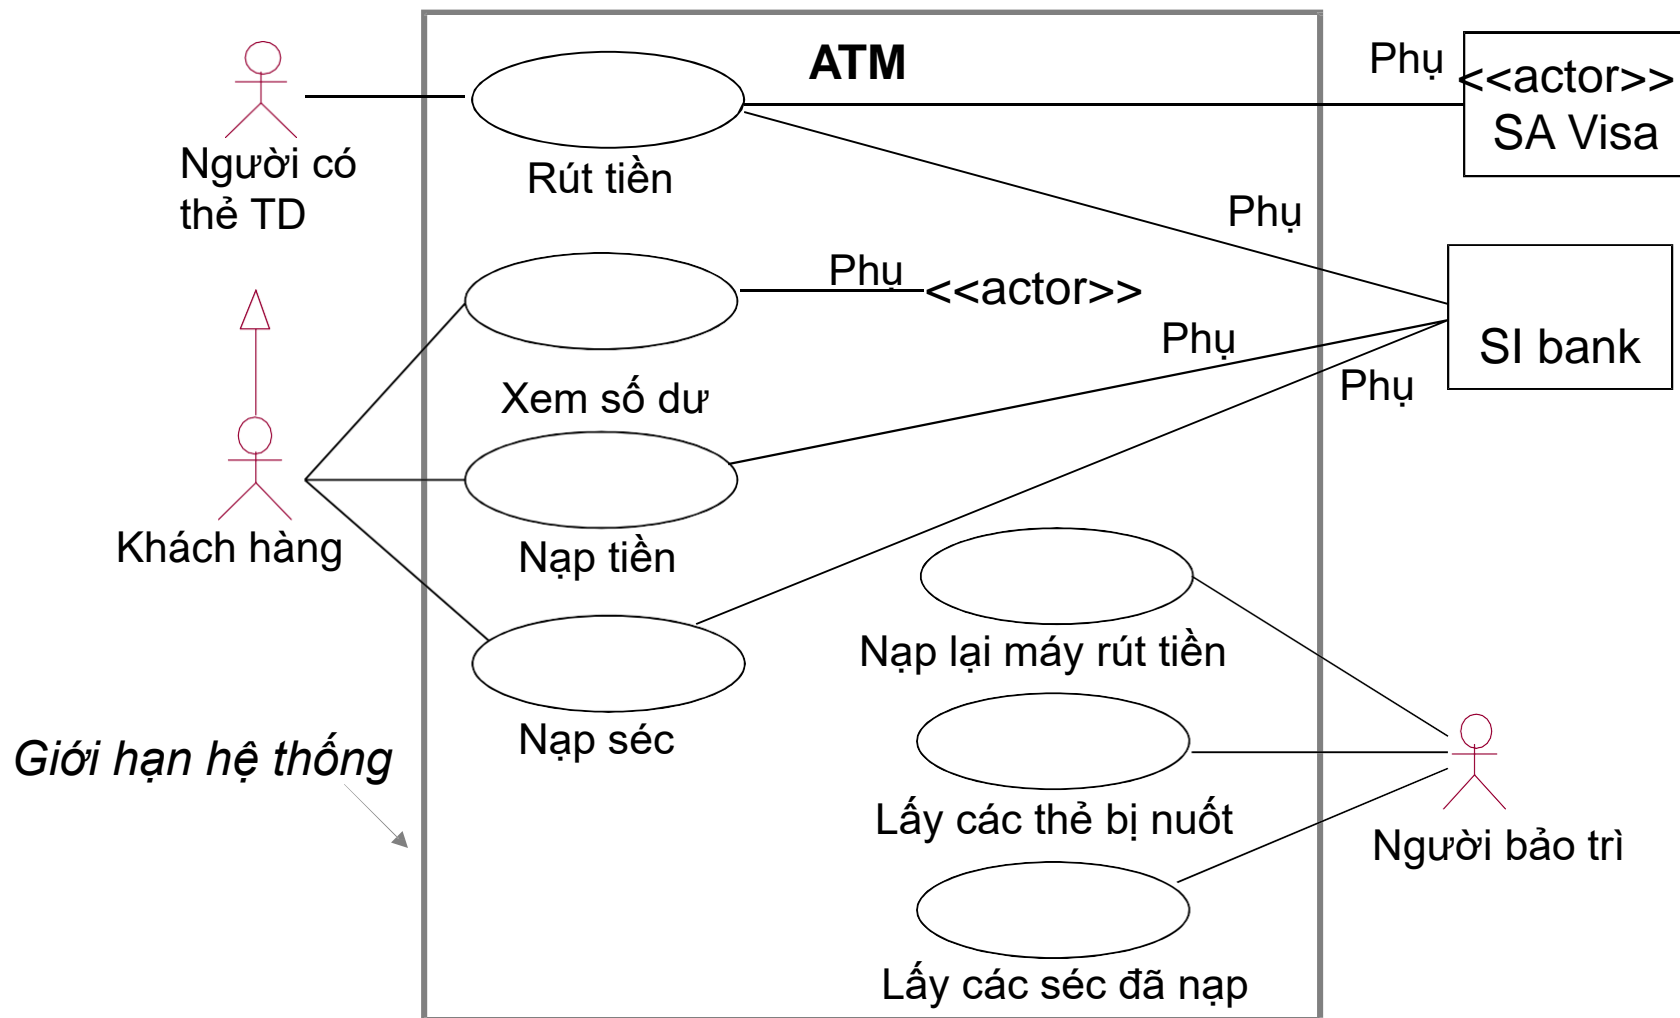 ATM
Phụ
<<actor>>
SA Visa
Người có
thẻ TD
Rút tiền
Phụ
Phụ
<<actor>>
Phụ
SI bank
Xem số dư
Phụ
Khách hàng
Nạp tiền
Nạp lại máy rút tiền
Nạp séc
Giới hạn hệ thống
Lấy các thẻ bị nuốt
Người bảo trì
Lấy các séc đã nạp